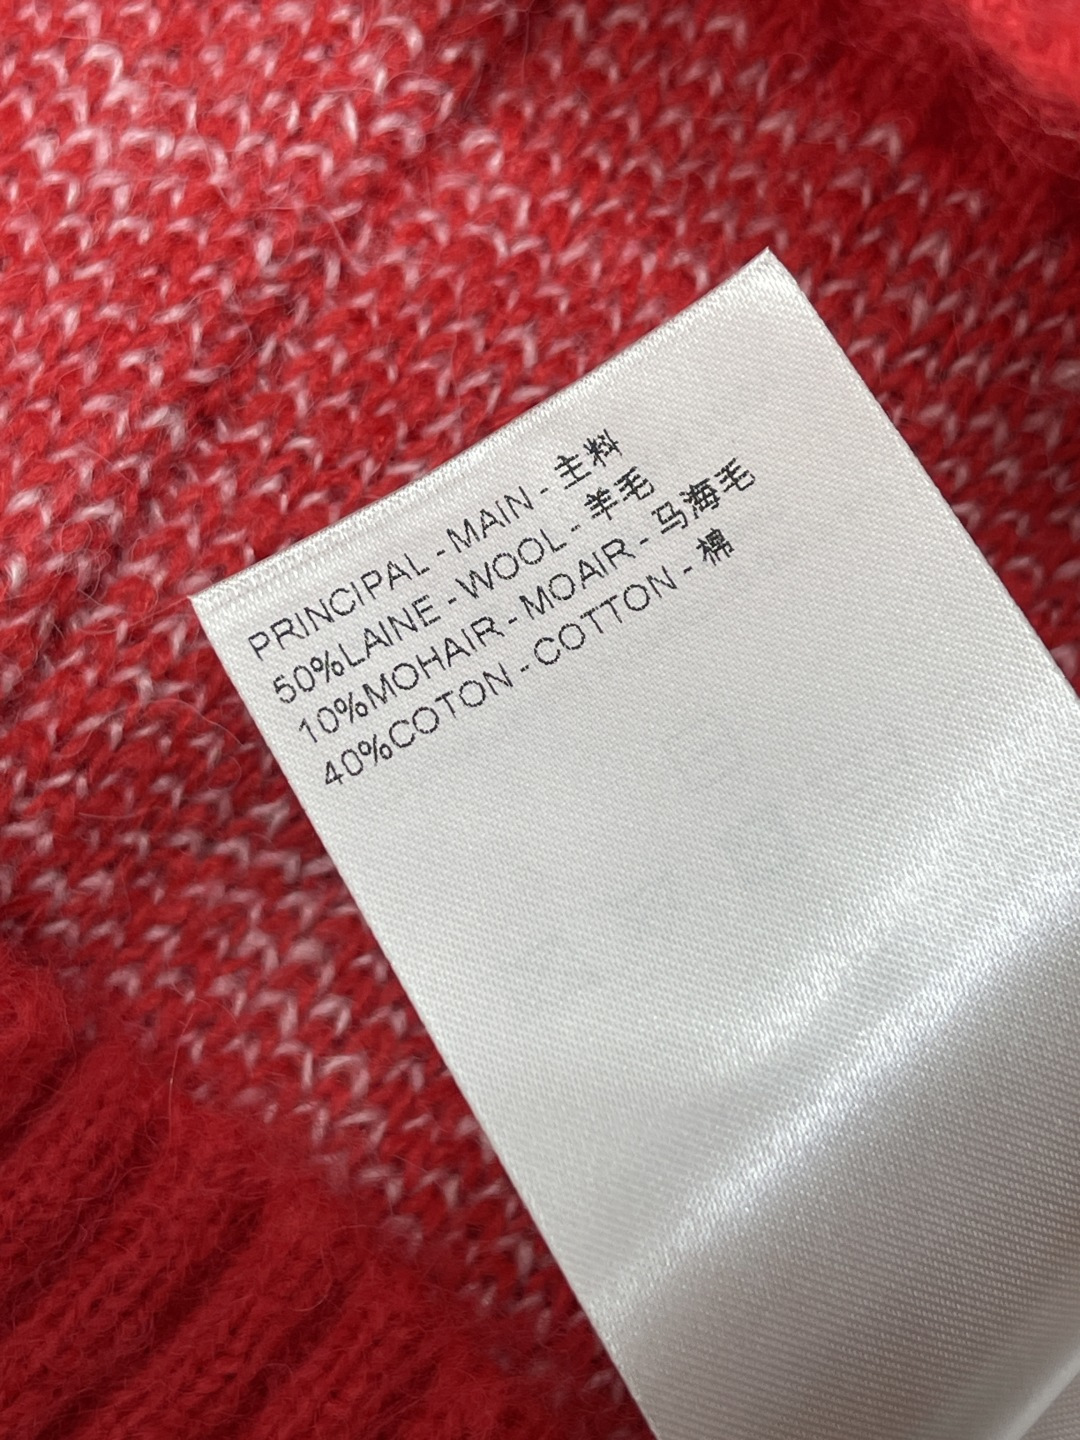 PRINCIPAL - MAIN - 主料
50%LAINE - WOOL - 羊毛
10%MOHAIR - MOAIR - 马海毛
40%COTON - COTTON - 棉